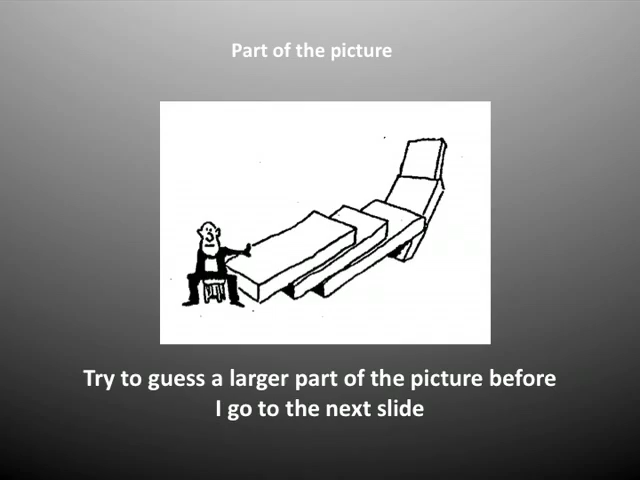 Part of the picture
Try to guess a larger part of the picture before
I go to the next slide